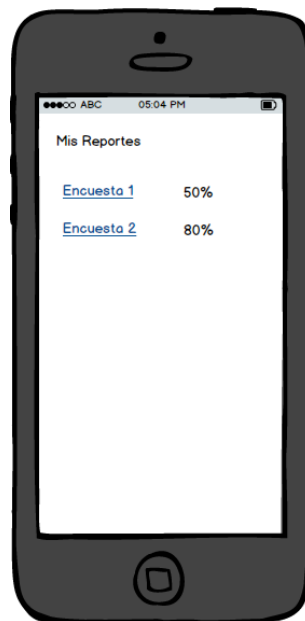 ABC 05:04 PM
Mis Reportes
Encuesta 1 50%
Encuesta 2 80%